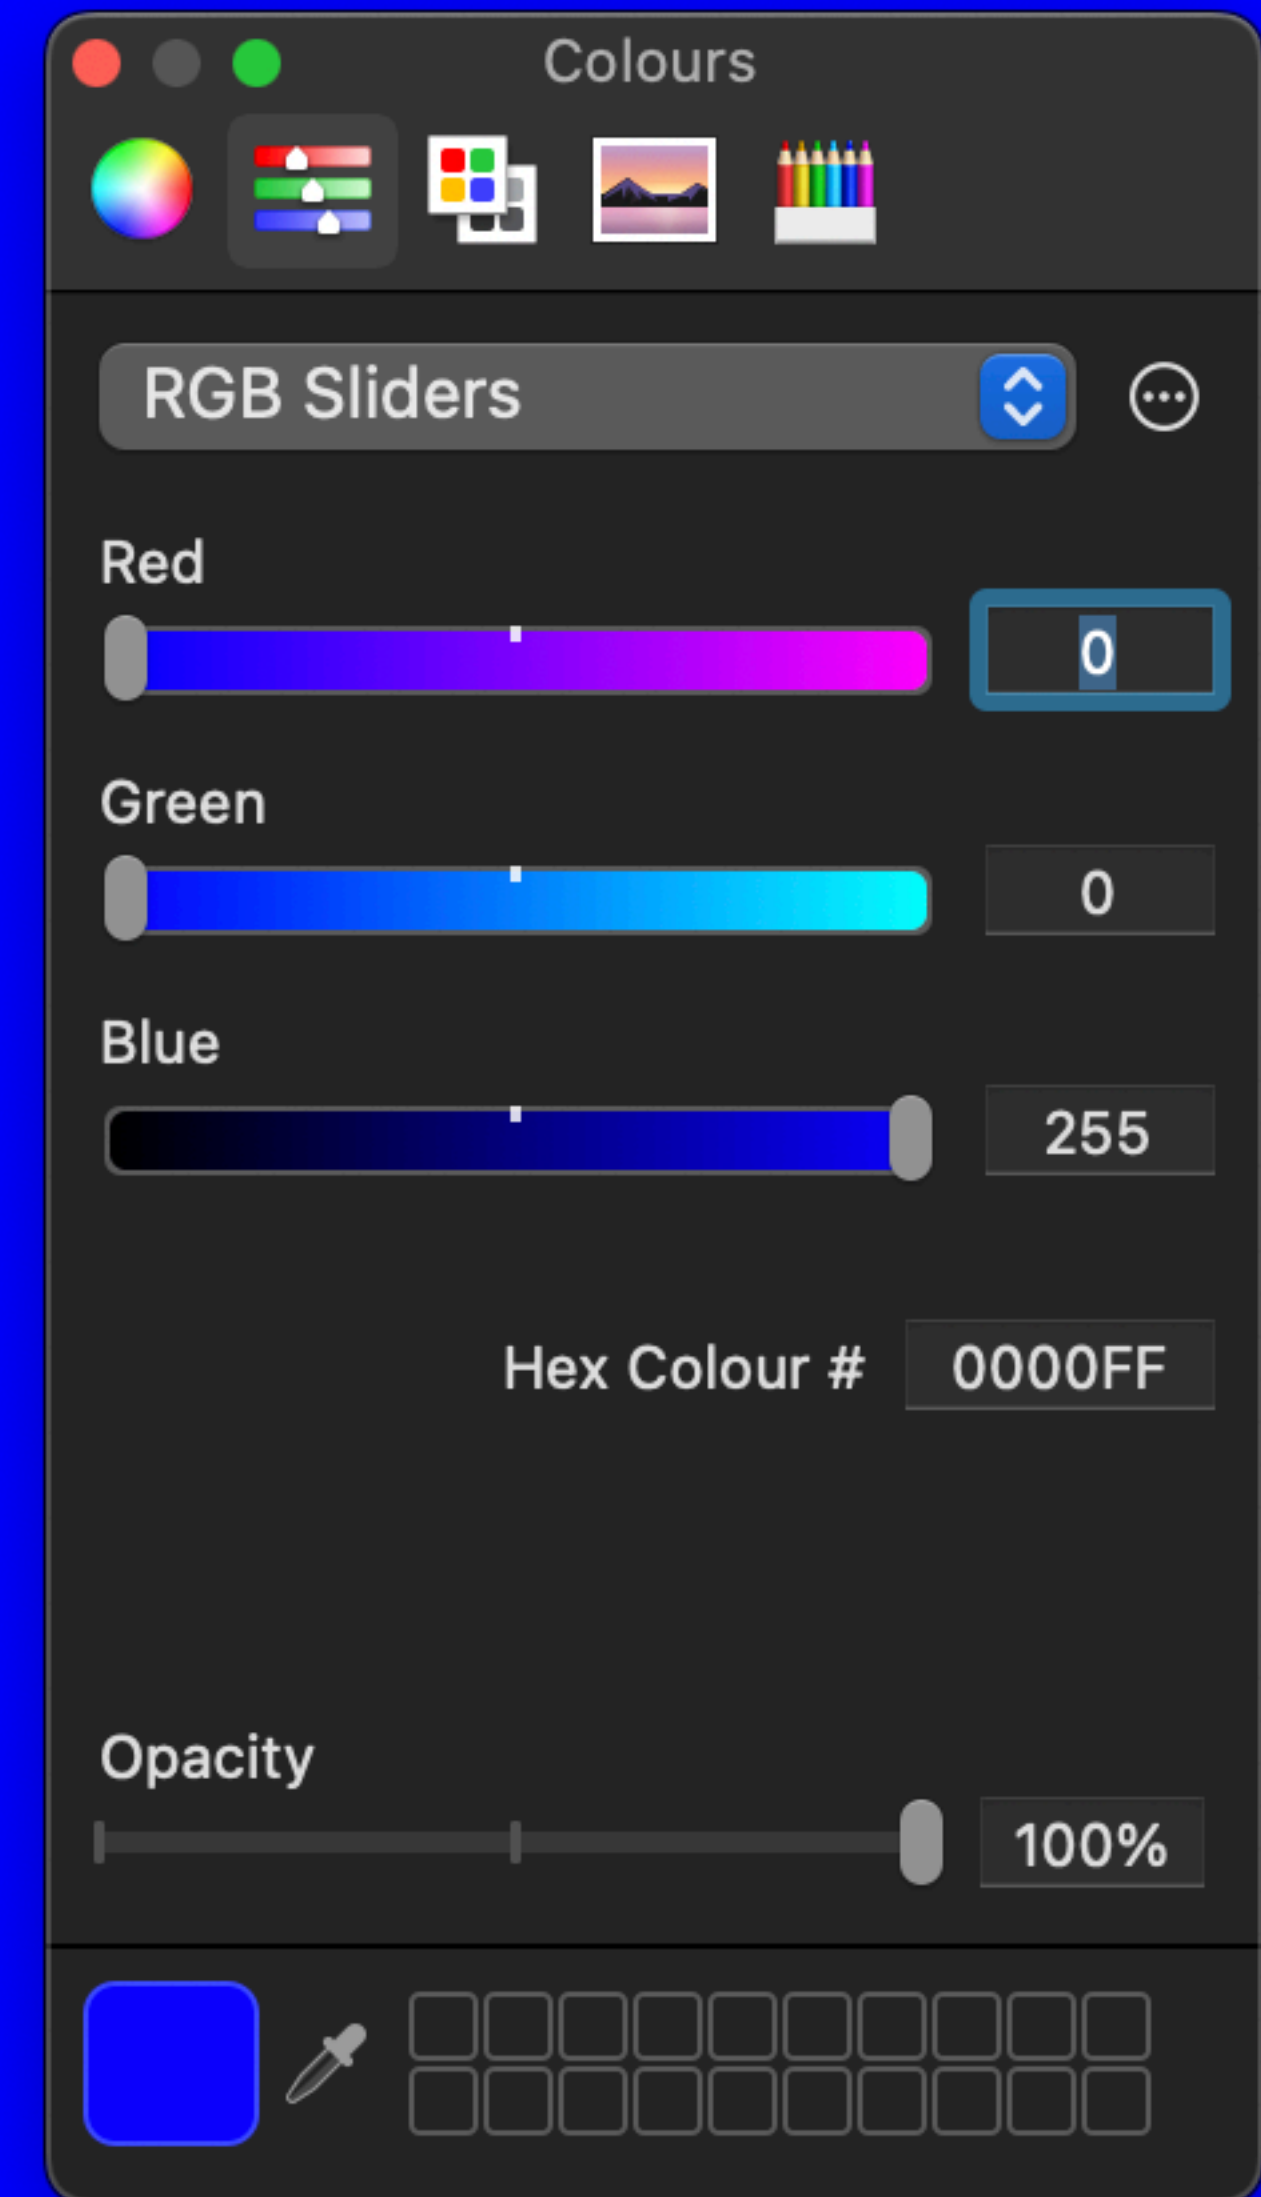 Colours
RGB Sliders
Red
0
Green
0
Blue
255
Hex Colour # 0000FF
Opacity
100%